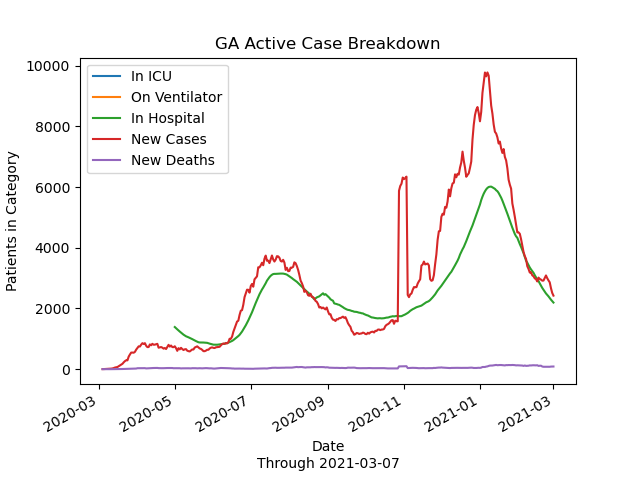 GA Active Case Breakdown
In ICU
On Ventilator
In Hospital
New Cases
New Deaths
Patients in Category
10000
8000
6000
4000
2000
0
2020-03
2020-05
2020-07
2020-09
2020-11
2021-01
2021-03
Date
Through 2021-03-07